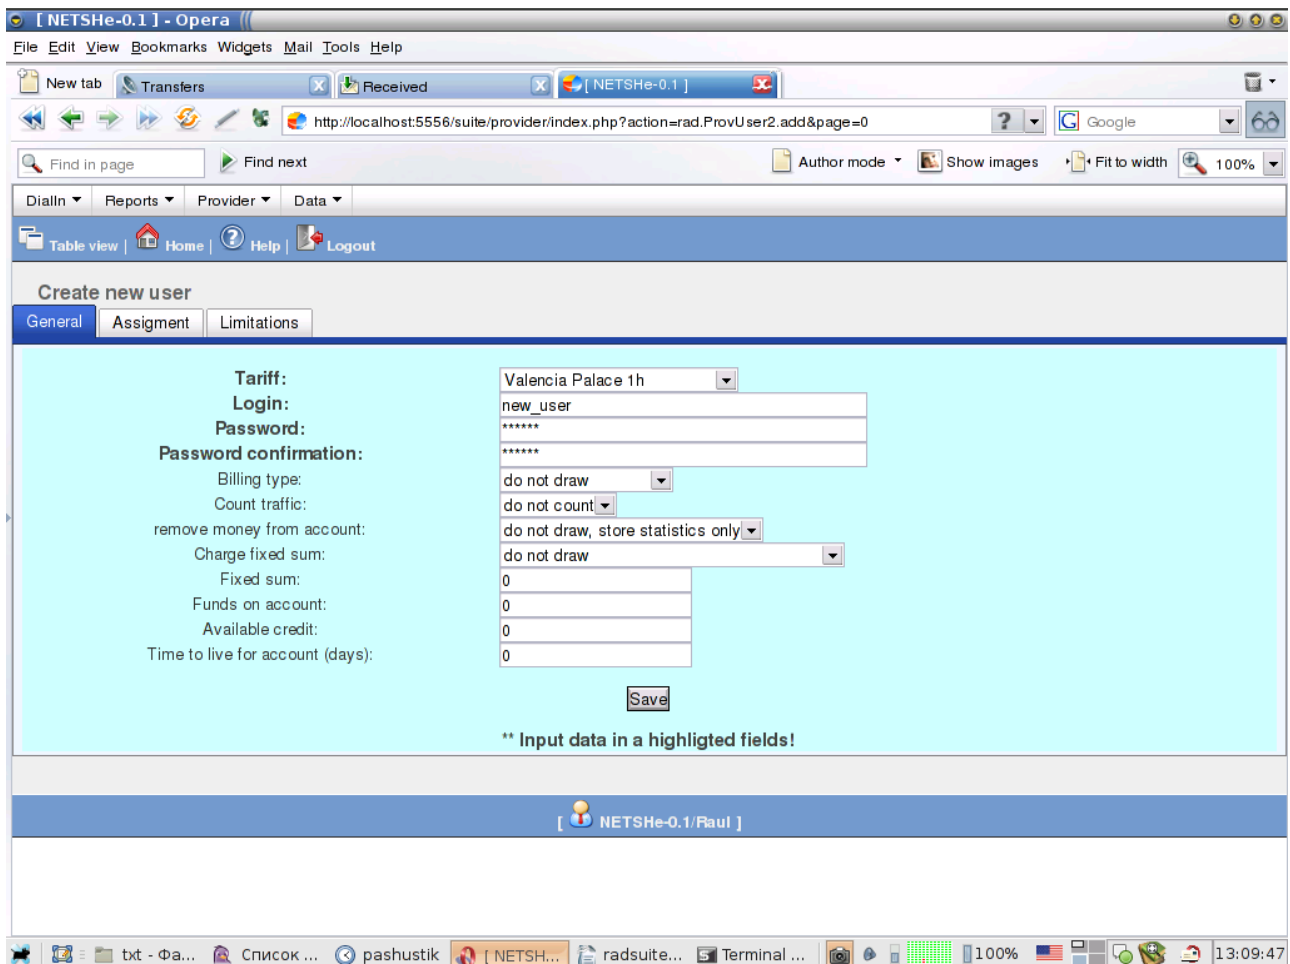 [ NETSHe-0.1 ] - Opera
File Edit View Bookmarks Widgets Mail Tools Help
New tab Transfers Received [ NETSHe-0.1 ]
http://localhost:5556/suite/provider/index.php?action=rad.ProvUser2.add&page=0 ? G Google
Find in page Find next Author mode Show images Fit to width 100%
DialIn Reports Provider Data
Table view | Home | Help | Logout
Create new user
General Assigment Limitations
Tariff: Valencia Palace 1h
Login: new_user
Password: ******
Password confirmation: ******
Billing type: do not draw
Count traffic: do not count
remove money from account: do not draw, store statistics only
Charge fixed sum: do not draw
Fixed sum: 0
Funds on account: 0
Available credit: 0
Time to live for account (days): 0
Save
** Input data in a highligted fields!
[ NETSHe-0.1/Raul ]
txt - Фа... Список ... pashustik [ NETSH... radsuite... Terminal ... 100% 13:09:47